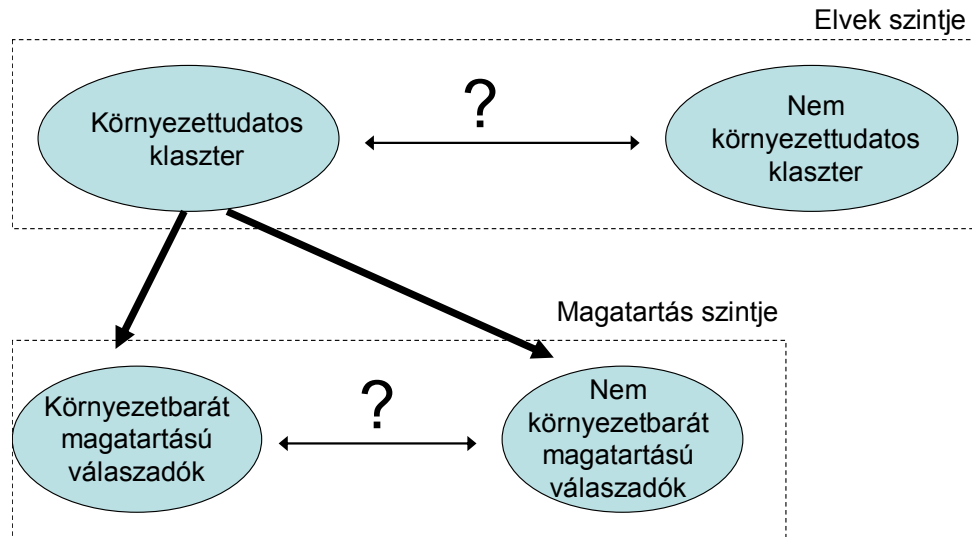 Elvek szintje
?
Környezettudatos
klaszter
Nem
környezettudatos
klaszter
Magatartás szintje
?
Környezetbarát
magatartású
válaszadók
Nem
környezetbarát
magatartású
válaszadók